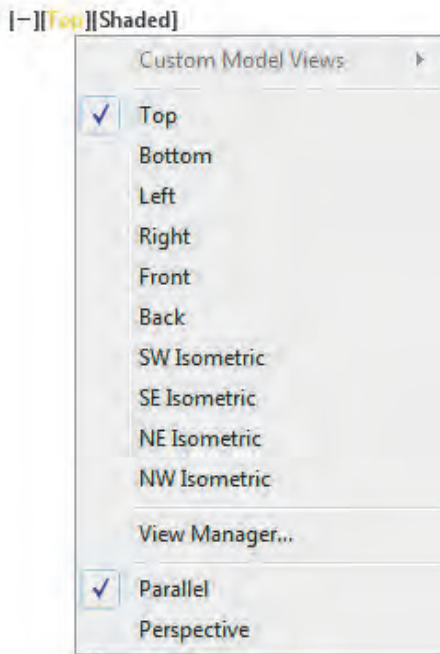 [−][Top][Shaded]
Custom Model Views
Top
Bottom
Left
Right
Front
Back
SW Isometric
SE Isometric
NE Isometric
NW Isometric
View Manager...
Parallel
Perspective